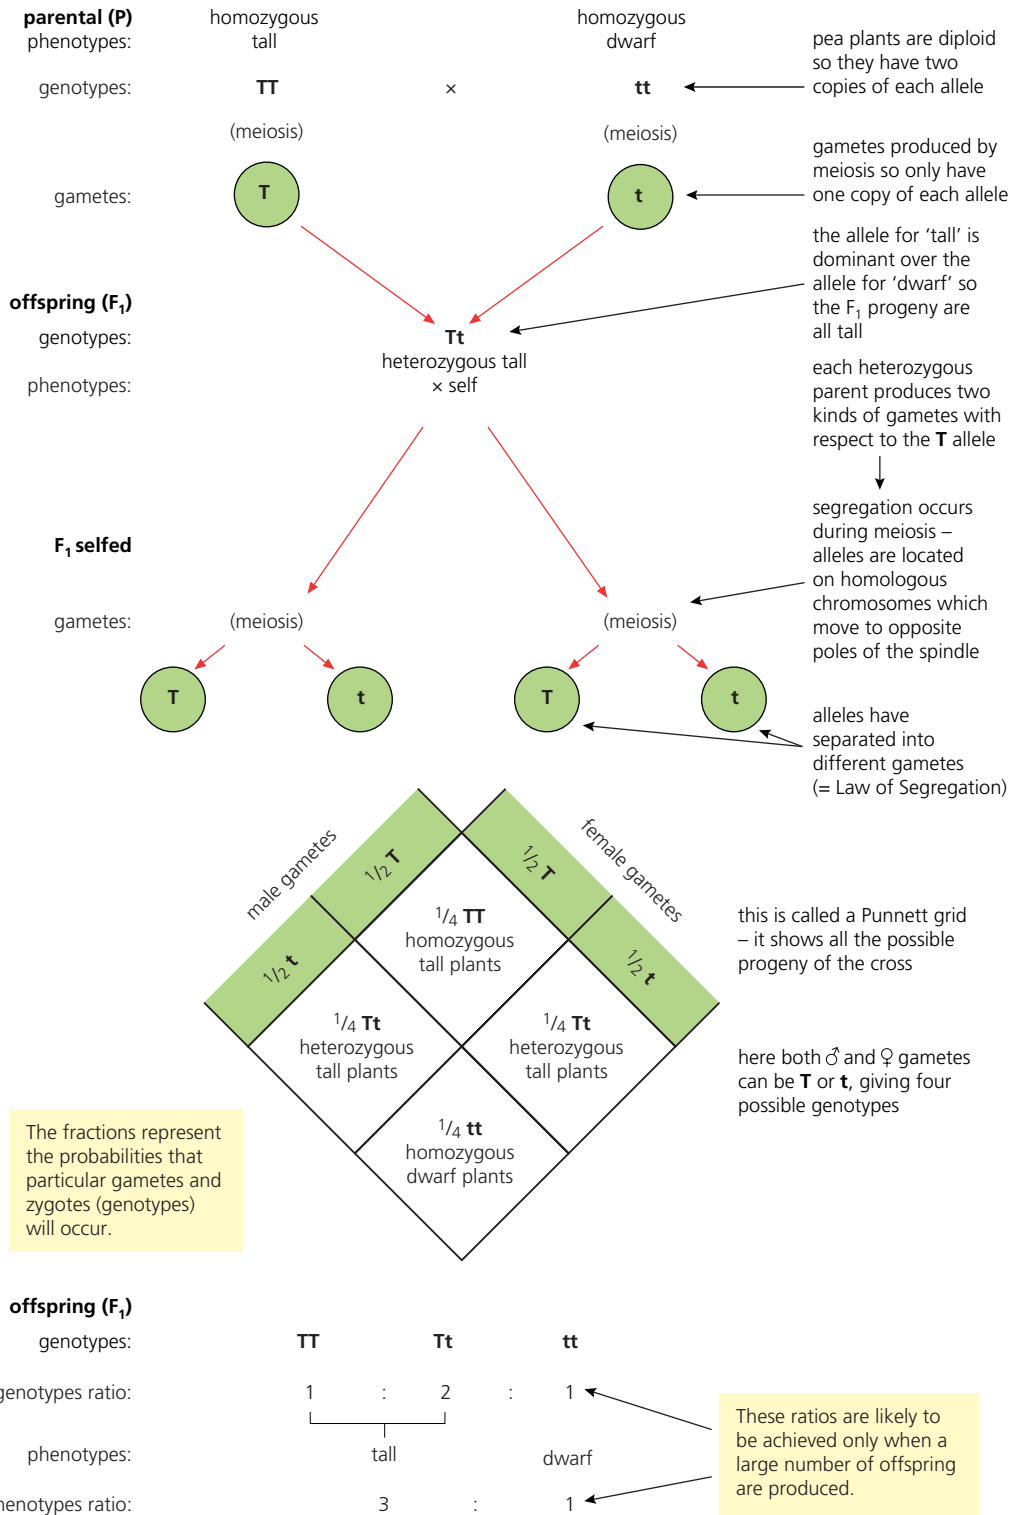 parental (P)
phenotypes:
homozygous
tall
homozygous
dwarf
pea plants are diploid
so they have two
copies of each allele
genotypes:
TT
×
tt
(meiosis)
(meiosis)
gametes produced by
meiosis so only have
one copy of each allele
gametes:
T
t
the allele for ‘tall’ is
dominant over the
allele for ‘dwarf’ so
the F₁ progeny are
all tall
offspring (F₁)
genotypes:
Tt
heterozygous tall
phenotypes:
× self
each heterozygous
parent produces two
kinds of gametes with
respect to the T allele
segregation occurs
during meiosis –
alleles are located
on homologous
chromosomes which
move to opposite
poles of the spindle
F₁ selfed
gametes:
(meiosis)
(meiosis)
T
t
T
t
alleles have
separated into
different gametes
(= Law of Segregation)
male gametes
female gametes
1/2 T
1/2 T
1/2 t
1/2 t
1/4 TT
homozygous
tall plants
1/4 Tt
heterozygous
tall plants
1/4 Tt
heterozygous
tall plants
1/4 tt
homozygous
dwarf plants
this is called a Punnett grid
– it shows all the possible
progeny of the cross
here both ♂ and ♀ gametes
can be T or t, giving four
possible genotypes
The fractions represent
the probabilities that
particular gametes and
zygotes (genotypes)
will occur.
offspring (F₁)
genotypes:
TT
Tt
tt
genotypes ratio:
1 : 2 : 1
phenotypes:
tall
dwarf
henotypes ratio:
3 : 1
These ratios are likely to
be achieved only when a
large number of offspring
are produced.